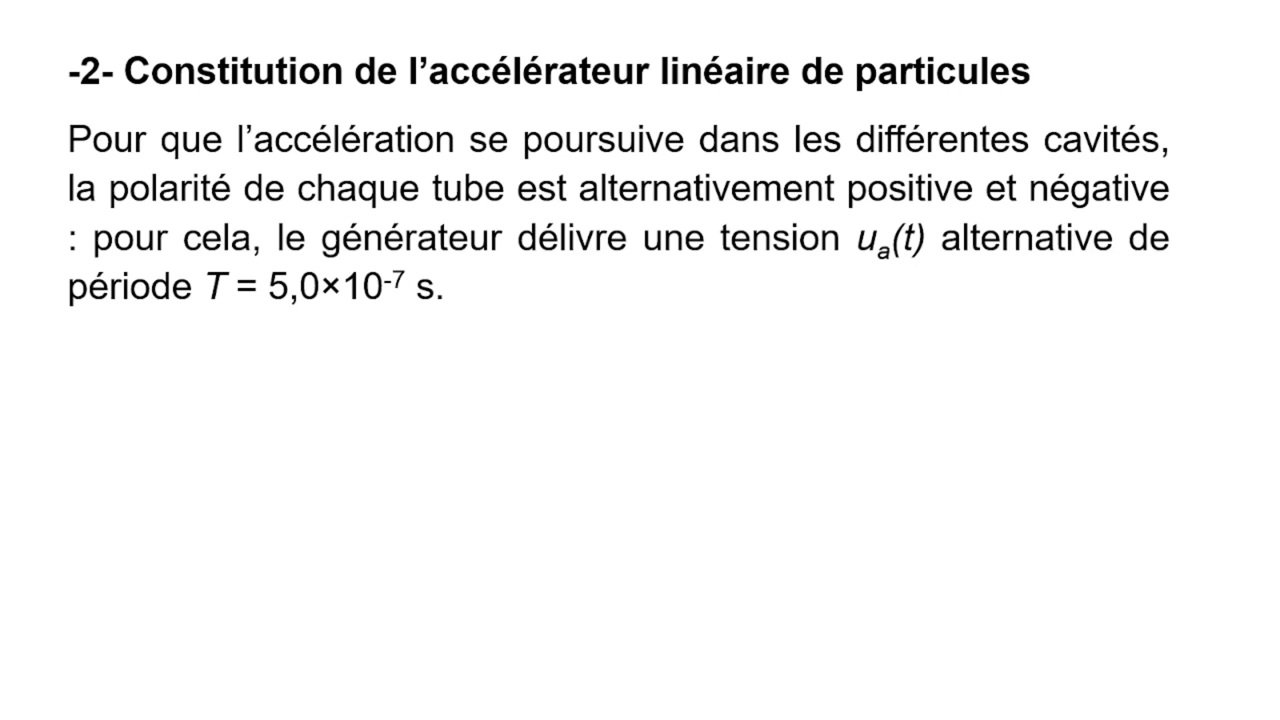 -2- Constitution de l’accélérateur linéaire de particules
Pour que l’accélération se poursuive dans les différentes cavités,
la polarité de chaque tube est alternativement positive et négative
: pour cela, le générateur délivre une tension uₐ(t) alternative de
période T = 5,0×10⁻⁷ s.